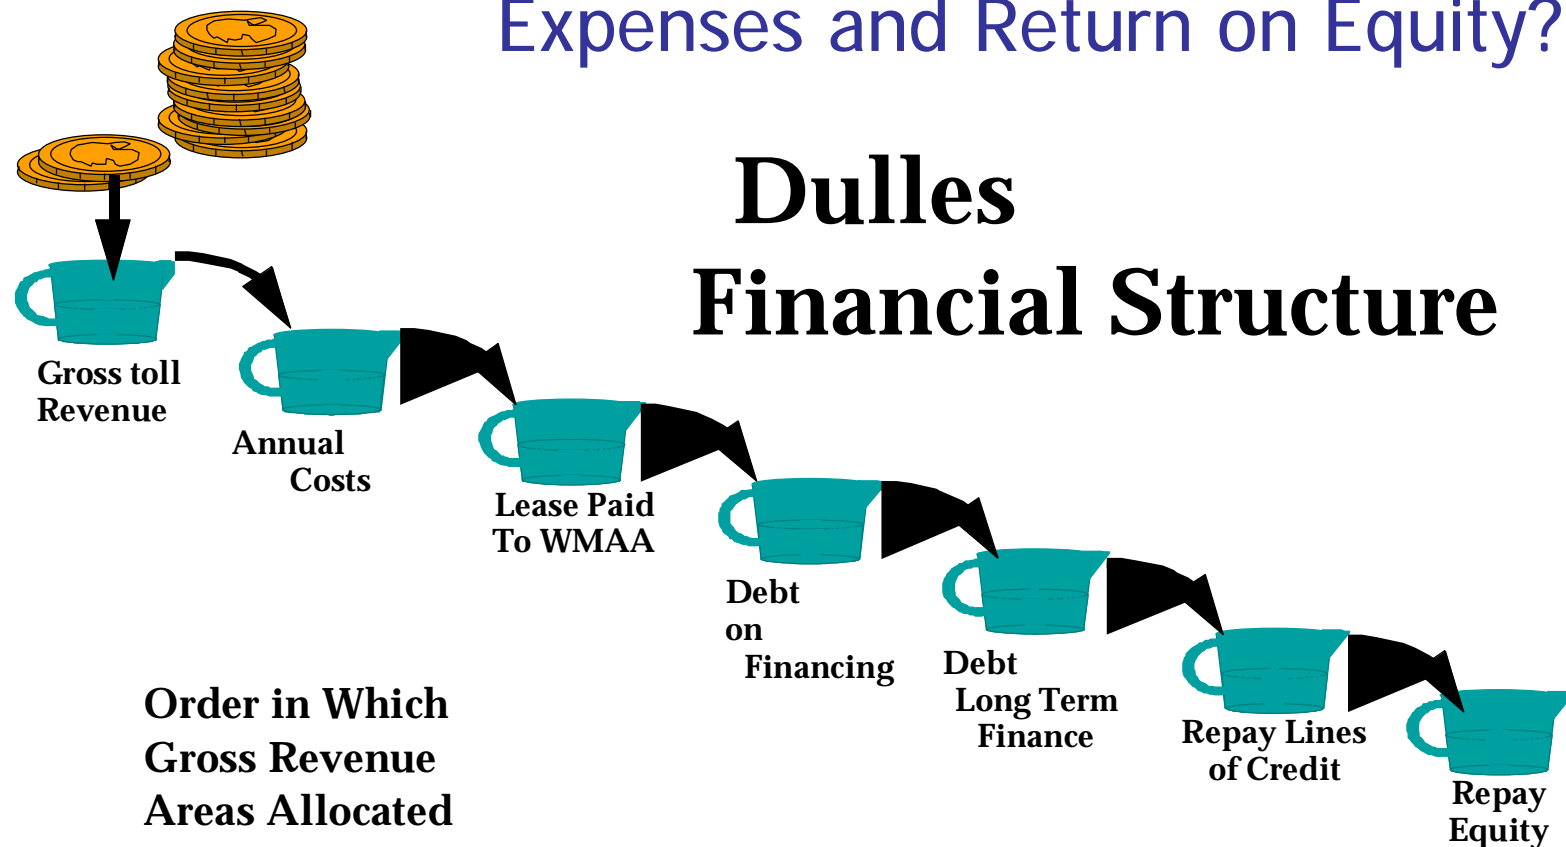 Expenses and Return on Equity?
Dulles
Financial Structure
Gross toll
Revenue
Annual
Costs
Lease Paid
To WMAA
Debt
on
Financing
Debt
Long Term
Finance
Repay Lines
of Credit
Repay
Equity
Order in Which
Gross Revenue
Areas Allocated